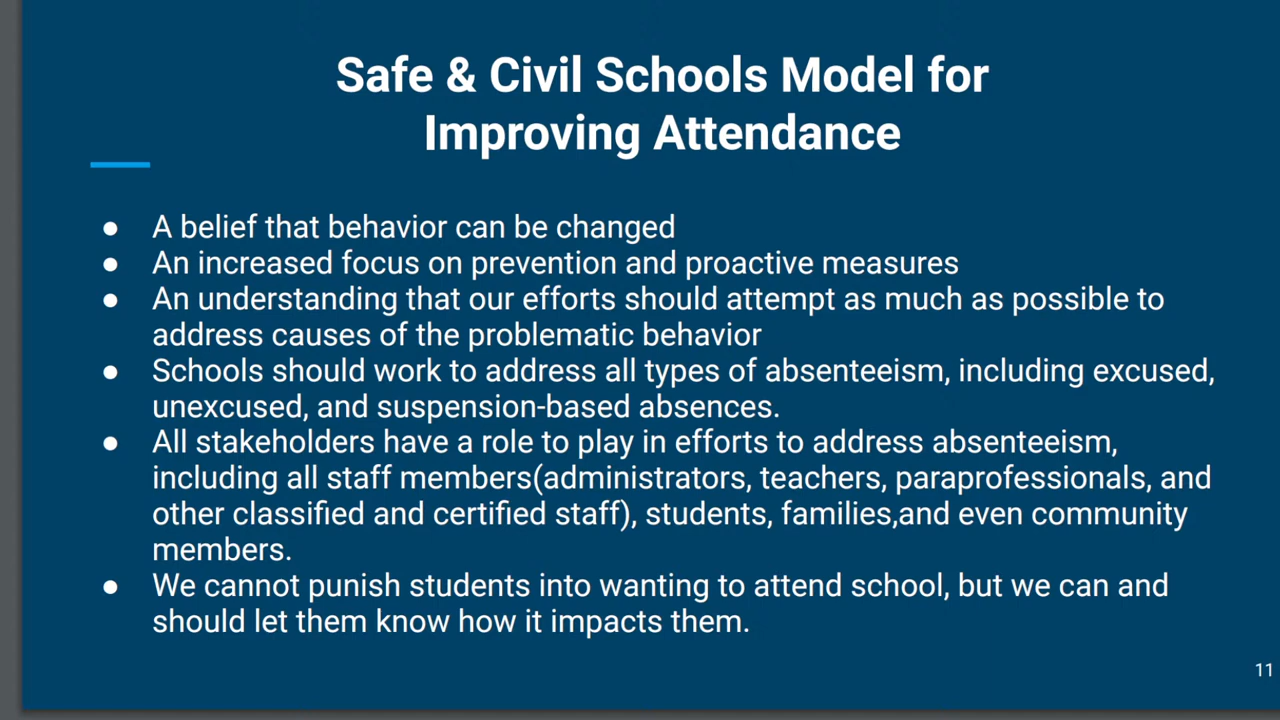 Safe & Civil Schools Model for
Improving Attendance
● A belief that behavior can be changed
● An increased focus on prevention and proactive measures
● An understanding that our efforts should attempt as much as possible to
address causes of the problematic behavior
● Schools should work to address all types of absenteeism, including excused,
unexcused, and suspension-based absences.
● All stakeholders have a role to play in efforts to address absenteeism,
including all staff members(administrators, teachers, paraprofessionals, and
other classified and certified staff), students, families,and even community
members.
● We cannot punish students into wanting to attend school, but we can and
should let them know how it impacts them.
11